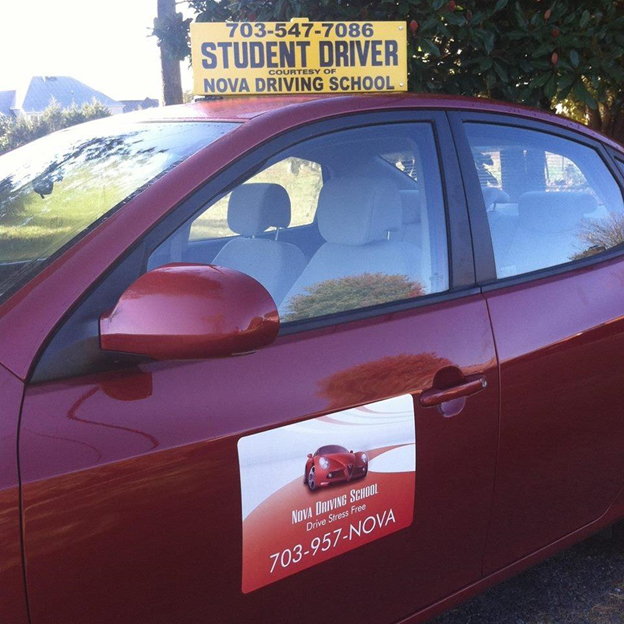 703-547-7086
STUDENT DRIVER
COURTESY OF
NOVA DRIVING SCHOOL
NOVA DRIVING SCHOOL
Drive Stress Free
703-957-NOVA